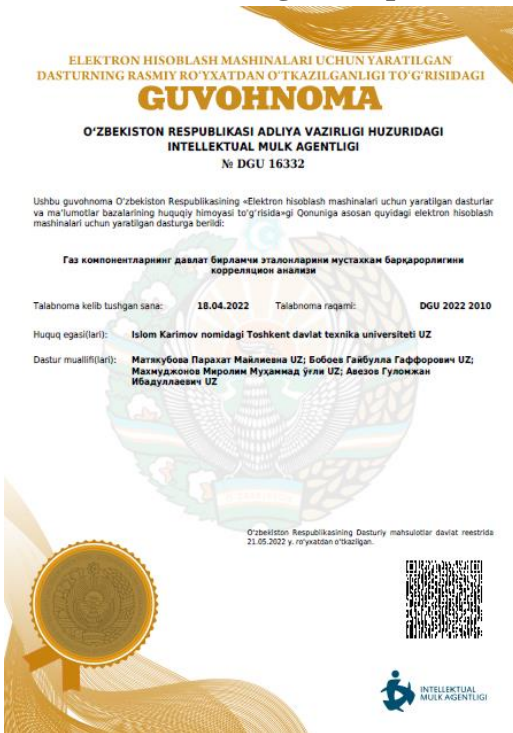 ELEKTRON HISOBLASH MASHINALARI UCHUN YARATILGAN
DASTURNING RASMIY RO'YXATDAN O'TKAZILGANLIGI TO'G'RISIDAGI
GUVOHNOMA
O‘ZBEKISTON RESPUBLIKASI ADLIYA VAZIRLIGI HUZURIDAGI
INTELLEKTUAL MULK AGENTLIGI
№ DGU 16332
Ushbu guvohnoma O‘zbekiston Respublikasining «Elektron hisoblash mashinalari uchun yaratilgan dasturlar
va ma’lumotlar bazalarining huquqiy himoyasi to‘g‘risida»gi Qonuniga asosan quyidagi elektron hisoblash
mashinalari uchun yaratilgan dasturga berildi:
Газ компонентларнинг давлат бирламчи эталонларини мустахкам барқарорлигини
корреляцион анализи
Talabnoma kelib tushgan sana: 18.04.2022 Talabnoma raqami: DGU 2022 2010
Huquq egasi(lari): Islom Karimov nomidagi Toshkent davlat texnika universiteti UZ
Dastur muallifi(lari): Матякубова Парахат Майлиевна UZ; Бобоев Гайбулла Гаффорович UZ;
Махмуджонов Миролим Муҳаммад ўғли UZ; Авезов Гуломжан
Ибадуллаевич UZ
O‘zbekiston Respublikasining Dasturiy mahsulotlar davlat reestrida
21.05.2022 y. ro‘yxatdan o‘tkazilgan.
INTELLEKTUAL
MULK AGENTLIGI